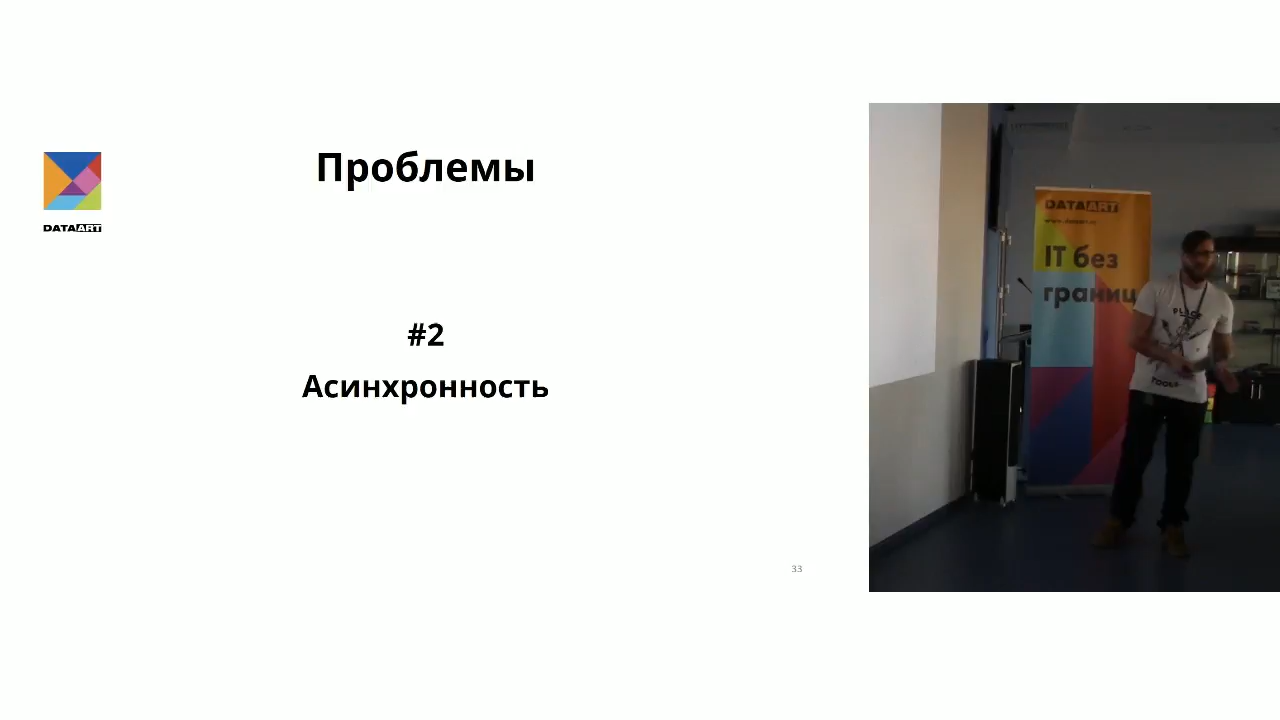 Проблемы
DATAART
#2
Асинхронность
33
DATAART
IT без
границ